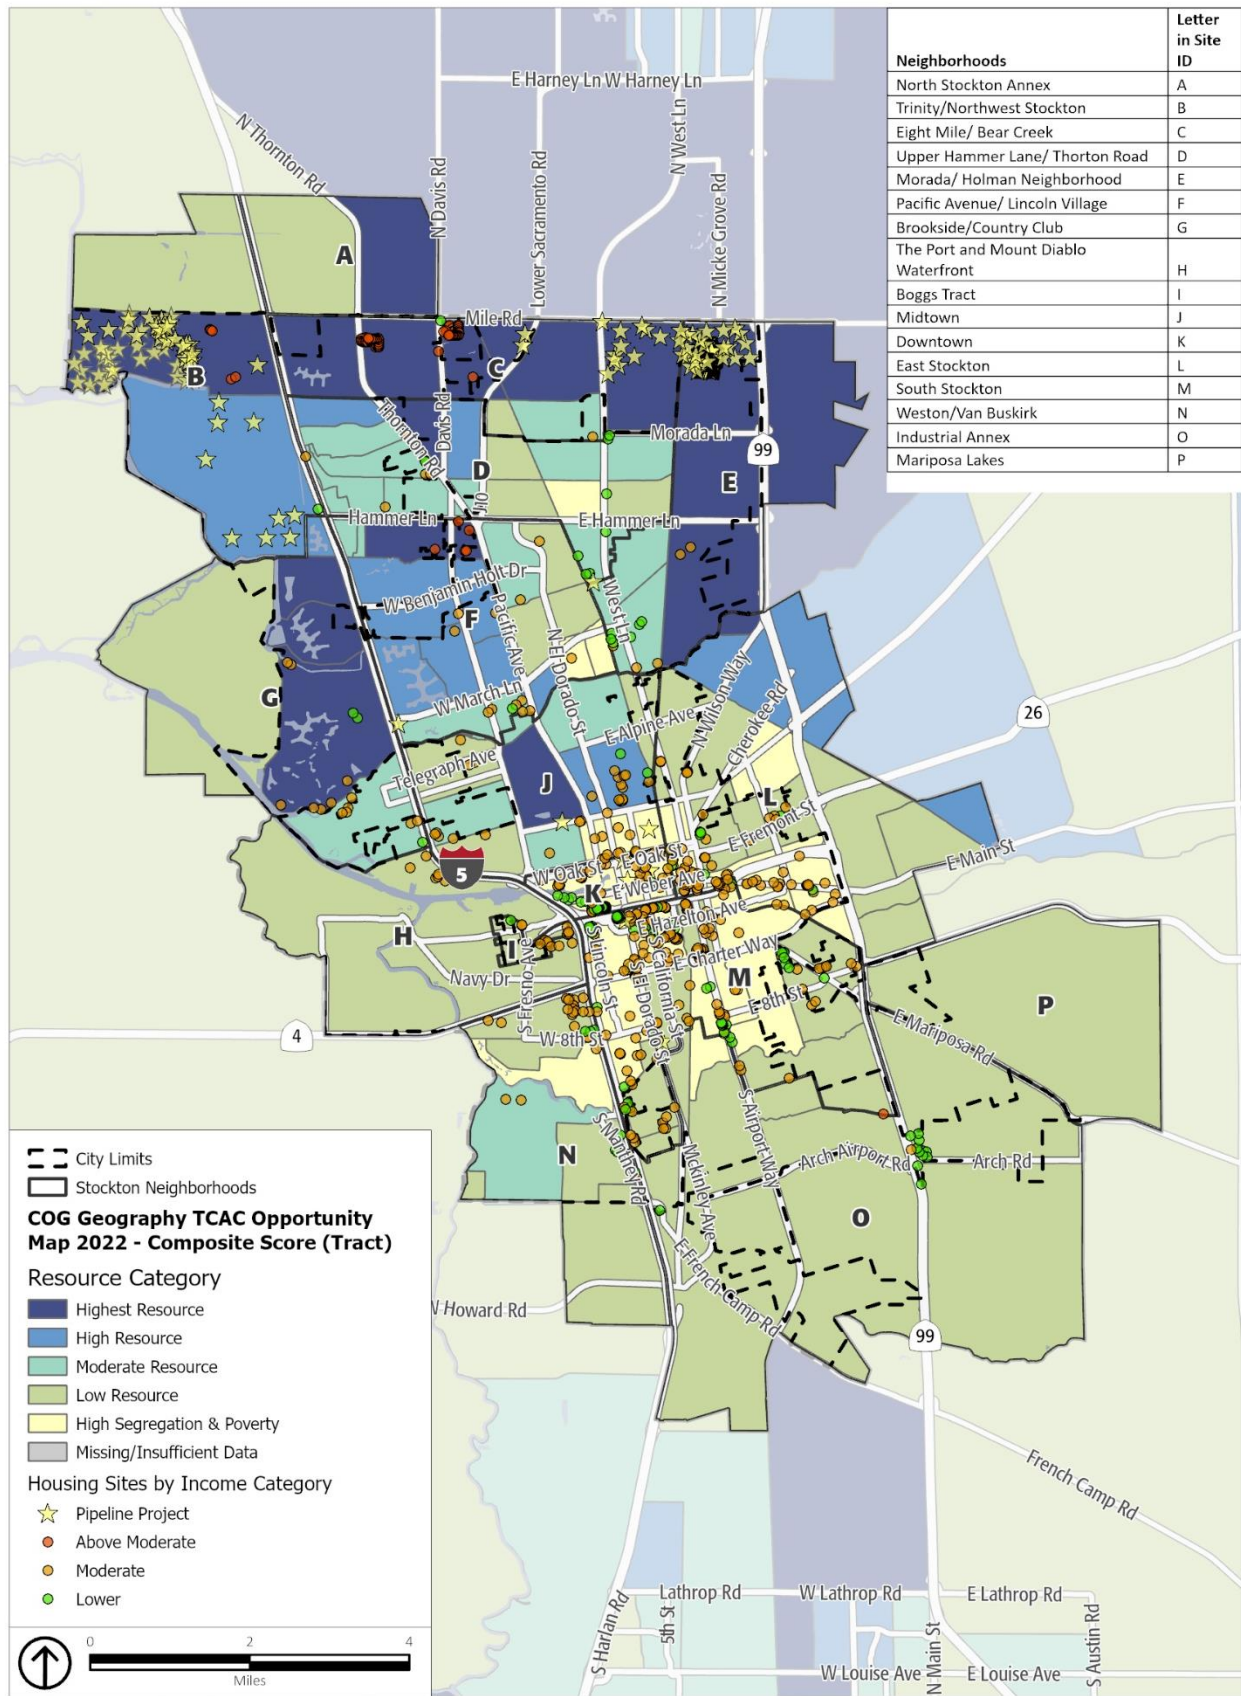 Neighborhoods Letter in Site ID
North Stockton Annex A
Trinity/Northwest Stockton B
Eight Mile/ Bear Creek C
Upper Hammer Lane/ Thorton Road D
Morada/ Holman Neighborhood E
Pacific Avenue/ Lincoln Village F
Brookside/Country Club G
The Port and Mount Diablo
Waterfront H
Boggs Tract I
Midtown J
Downtown K
East Stockton L
South Stockton M
Weston/Van Buskirk N
Industrial Annex O
Mariposa Lakes P
E Harney Ln W Harney Ln
N Thornton Rd
N Davis Rd
Lower Sacramento Rd
N West Ln
N Micke Grove Rd
A
Mile Rd
B
C
Thornton Rd
Davis Rd
Morada Ln
99
D
J10
E
Hammer Ln
E Hammer Ln
W Benjamin Holt Dr
F
Pacific Ave
N El Dorado St
West Ln
G
W March Ln
N Wilson Way
Cherokee Rd
26
E Alpine Ave
Telegraph Ave
J
L
E Fremont St
E Main St
5
W Oak St
E Oak St
K
E Weber Ave
E Hazelton Ave
H
I
S Fresno Ave
Navy Dr
S Lincoln St
S El Dorado St
S California St
E Charter Way
M
E 8th St
P
4
W 8th St
E Mariposa Rd
S Airport Way
N
S Manthey Rd
Mckinley Ave
Arch Airport Rd
Arch Rd
O
E French Camp Rd
W Howard Rd
99
French Camp Rd
S Harlan Rd
Lathrop Rd
W Lathrop Rd
E Lathrop Rd
5th St
N Main St
S Austin Rd
W Louise Ave
E Louise Ave
City Limits
Stockton Neighborhoods
COG Geography TCAC Opportunity
Map 2022 - Composite Score (Tract)
Resource Category
Highest Resource
High Resource
Moderate Resource
Low Resource
High Segregation & Poverty
Missing/Insufficient Data
Housing Sites by Income Category
Pipeline Project
Above Moderate
Moderate
Lower
0 2 4
Miles